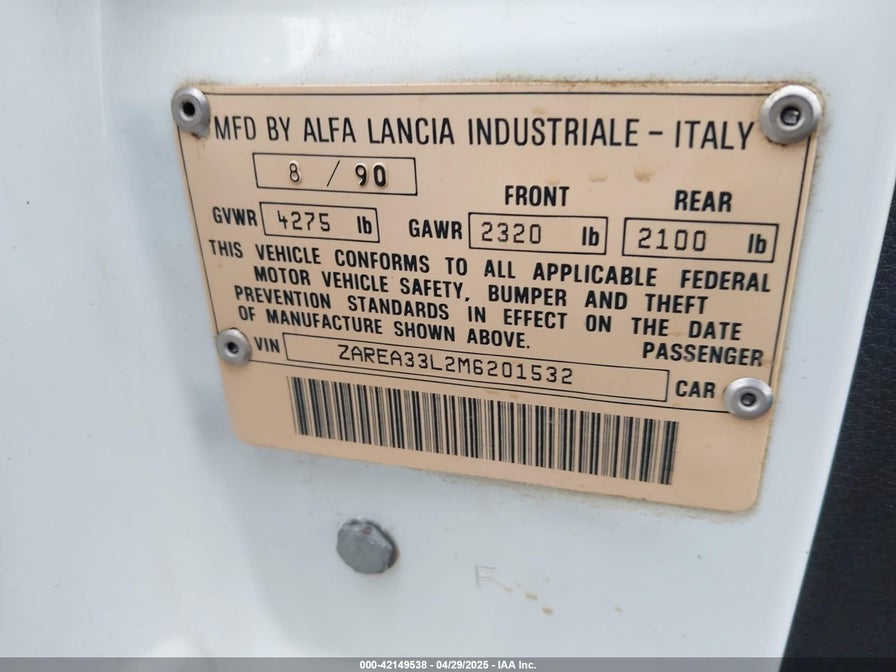 MFD BY ALFA LANCIA INDUSTRIALE - ITALY
8 / 90
FRONT REAR
GVWR 4275 lb GAWR 2320 lb 2100 lb
THIS VEHICLE CONFORMS TO ALL APPLICABLE FEDERAL
MOTOR VEHICLE SAFETY, BUMPER AND THEFT
PREVENTION STANDARDS IN EFFECT ON THE DATE
OF MANUFACTURE SHOWN ABOVE. PASSENGER
VIN ZAREA33L2M6201532 CAR
000-42149538 - 04/29/2025 - IAA Inc.